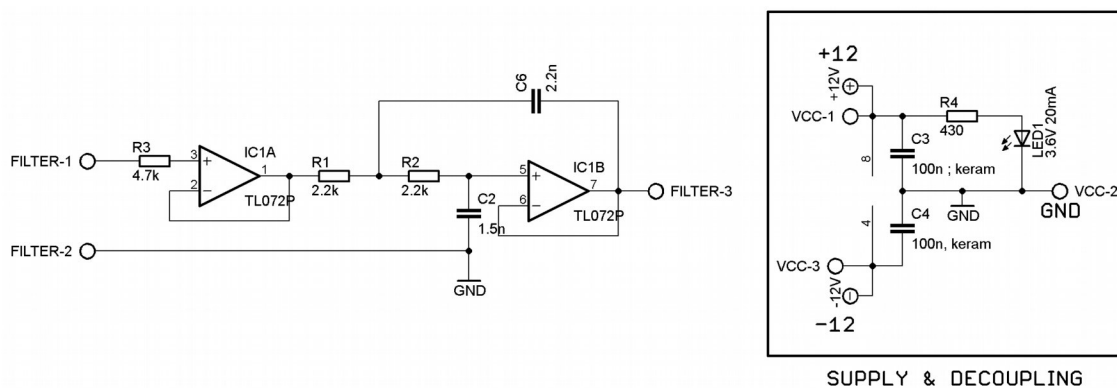 C6
2.2n
R3
4.7k
FILTER-1
3
2
IC1A
1
TL072P
R1
2.2k
R2
2.2k
C2
1.5n
5
6
IC1B
7
TL072P
FILTER-3
FILTER-2
GND
+12
+12V
VCC-1
R4
430
LED1
3.6V 20mA
C3
100n ; keram
8
GND
VCC-2
GND
4
C4
100n, keram
VCC-3
-12V
-12
SUPPLY & DECOUPLING